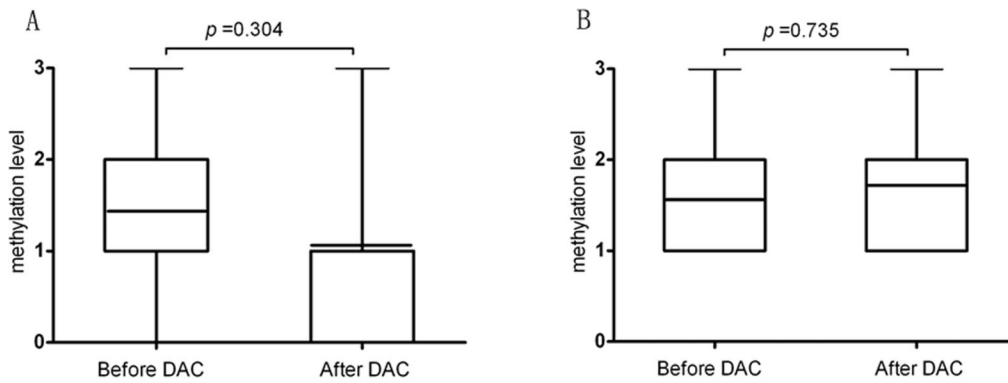 A
p =0.304
methylation level
3
2
1
0
Before DAC
After DAC
B
p =0.735
methylation level
3
2
1
0
Before DAC
After DAC